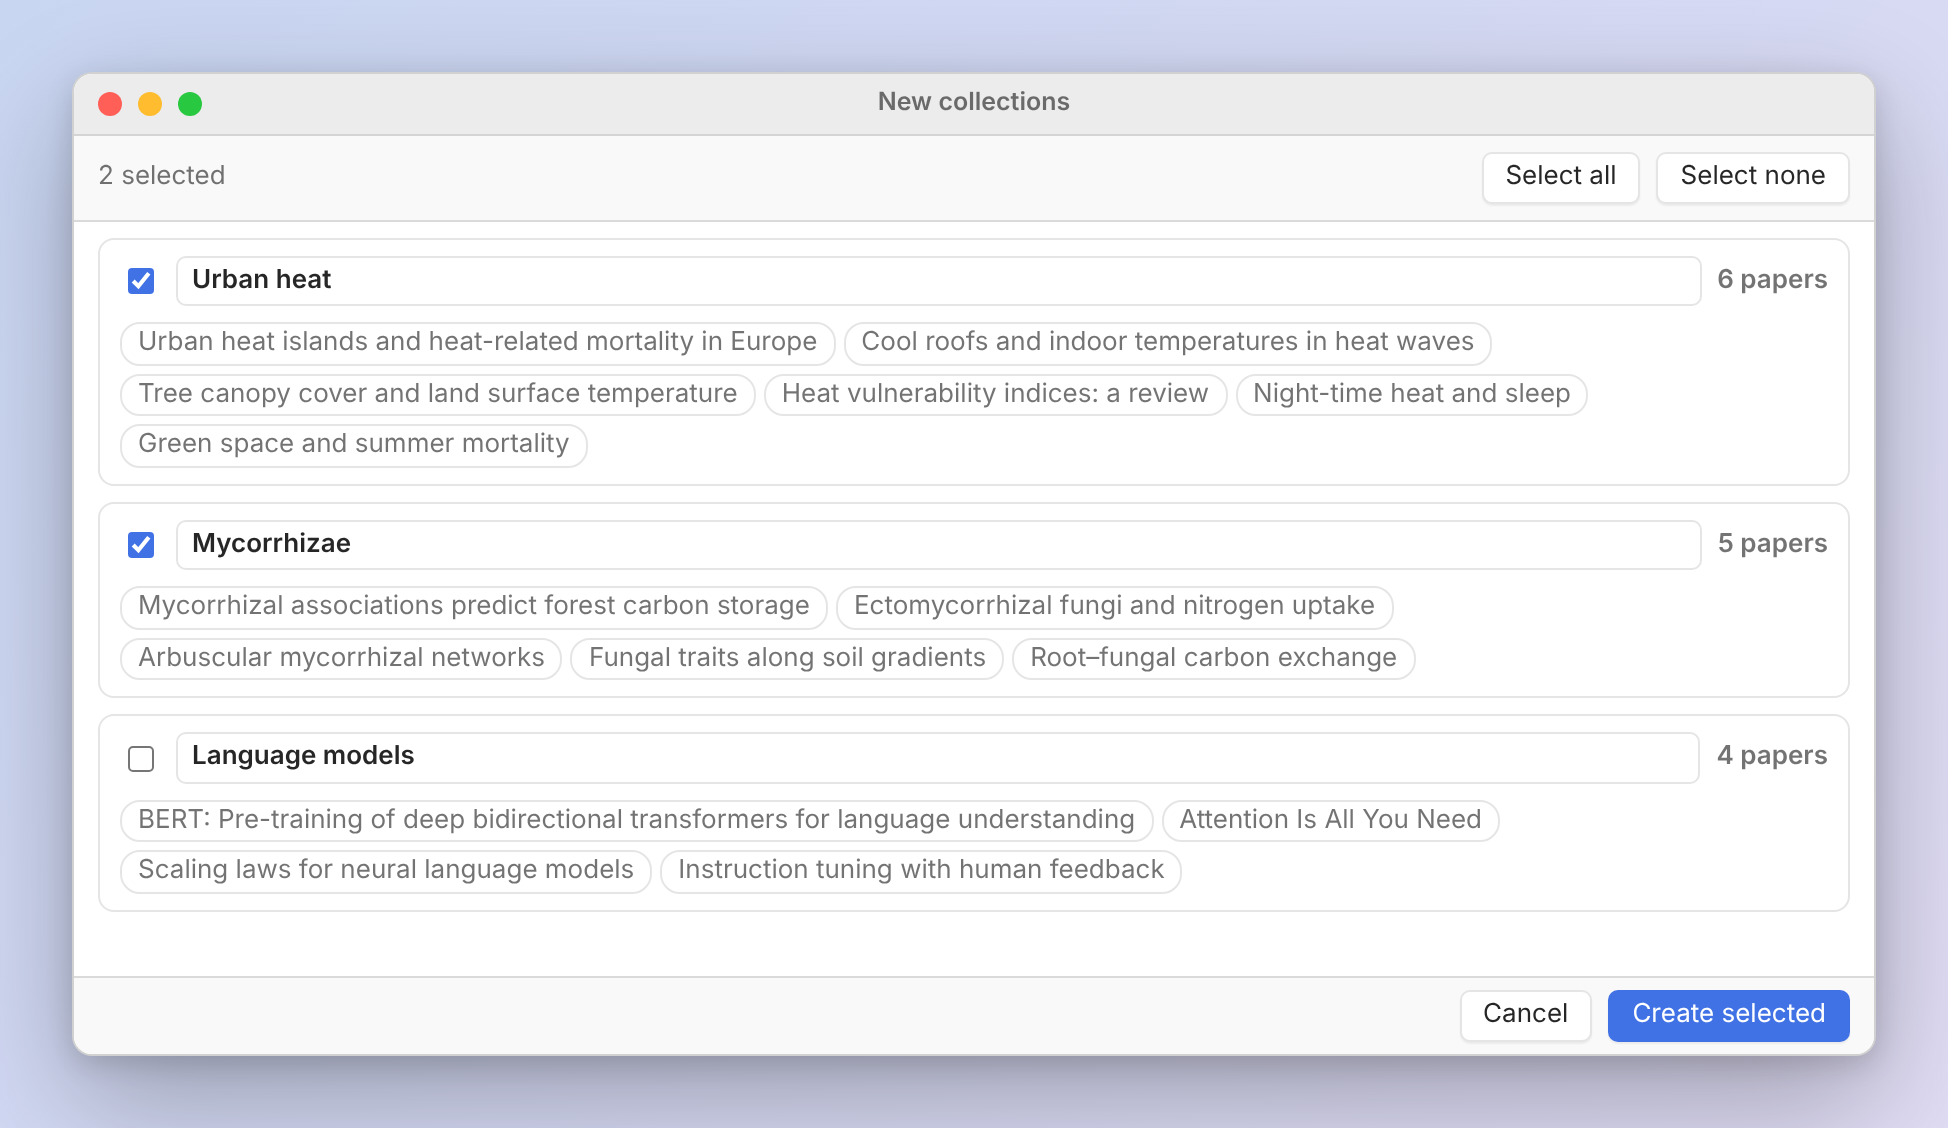 New collections
2 selected
Select all
Select none
Urban heat
6 papers
Urban heat islands and heat-related mortality in Europe
Cool roofs and indoor temperatures in heat waves
Tree canopy cover and land surface temperature
Heat vulnerability indices: a review
Night-time heat and sleep
Green space and summer mortality
Mycorrhizae
5 papers
Mycorrhizal associations predict forest carbon storage
Ectomycorrhizal fungi and nitrogen uptake
Arbuscular mycorrhizal networks
Fungal traits along soil gradients
Root–fungal carbon exchange
Language models
4 papers
BERT: Pre-training of deep bidirectional transformers for language understanding
Attention Is All You Need
Scaling laws for neural language models
Instruction tuning with human feedback
Cancel
Create selected